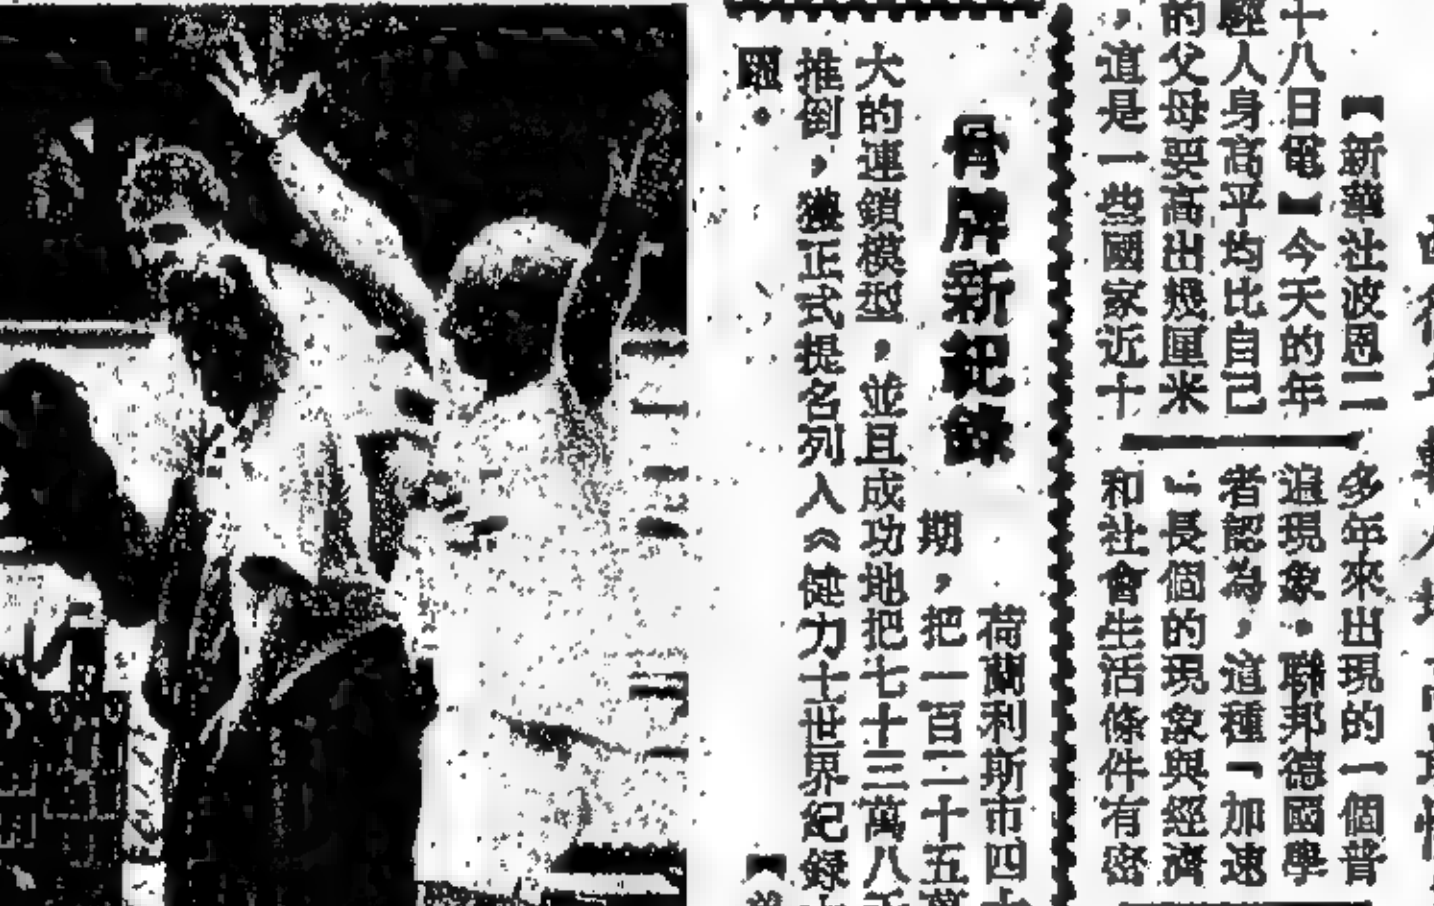 【新華社波恩二
十八日電】今天的年
輕人身高平均比自己
的父母要高出幾厘米
，這是一些國家近十
多年來出現的一個普
遍現象。聯邦德國學
者認為，這種「加速
」長個的現象與經濟
和社會生活條件有密
骨牌新紀錄
荷蘭利斯市四
期，把一百二十五萬
大的連鎖模型，並且成功地把七十三萬八
推倒，獲正式提名列入《健力士世界紀錄